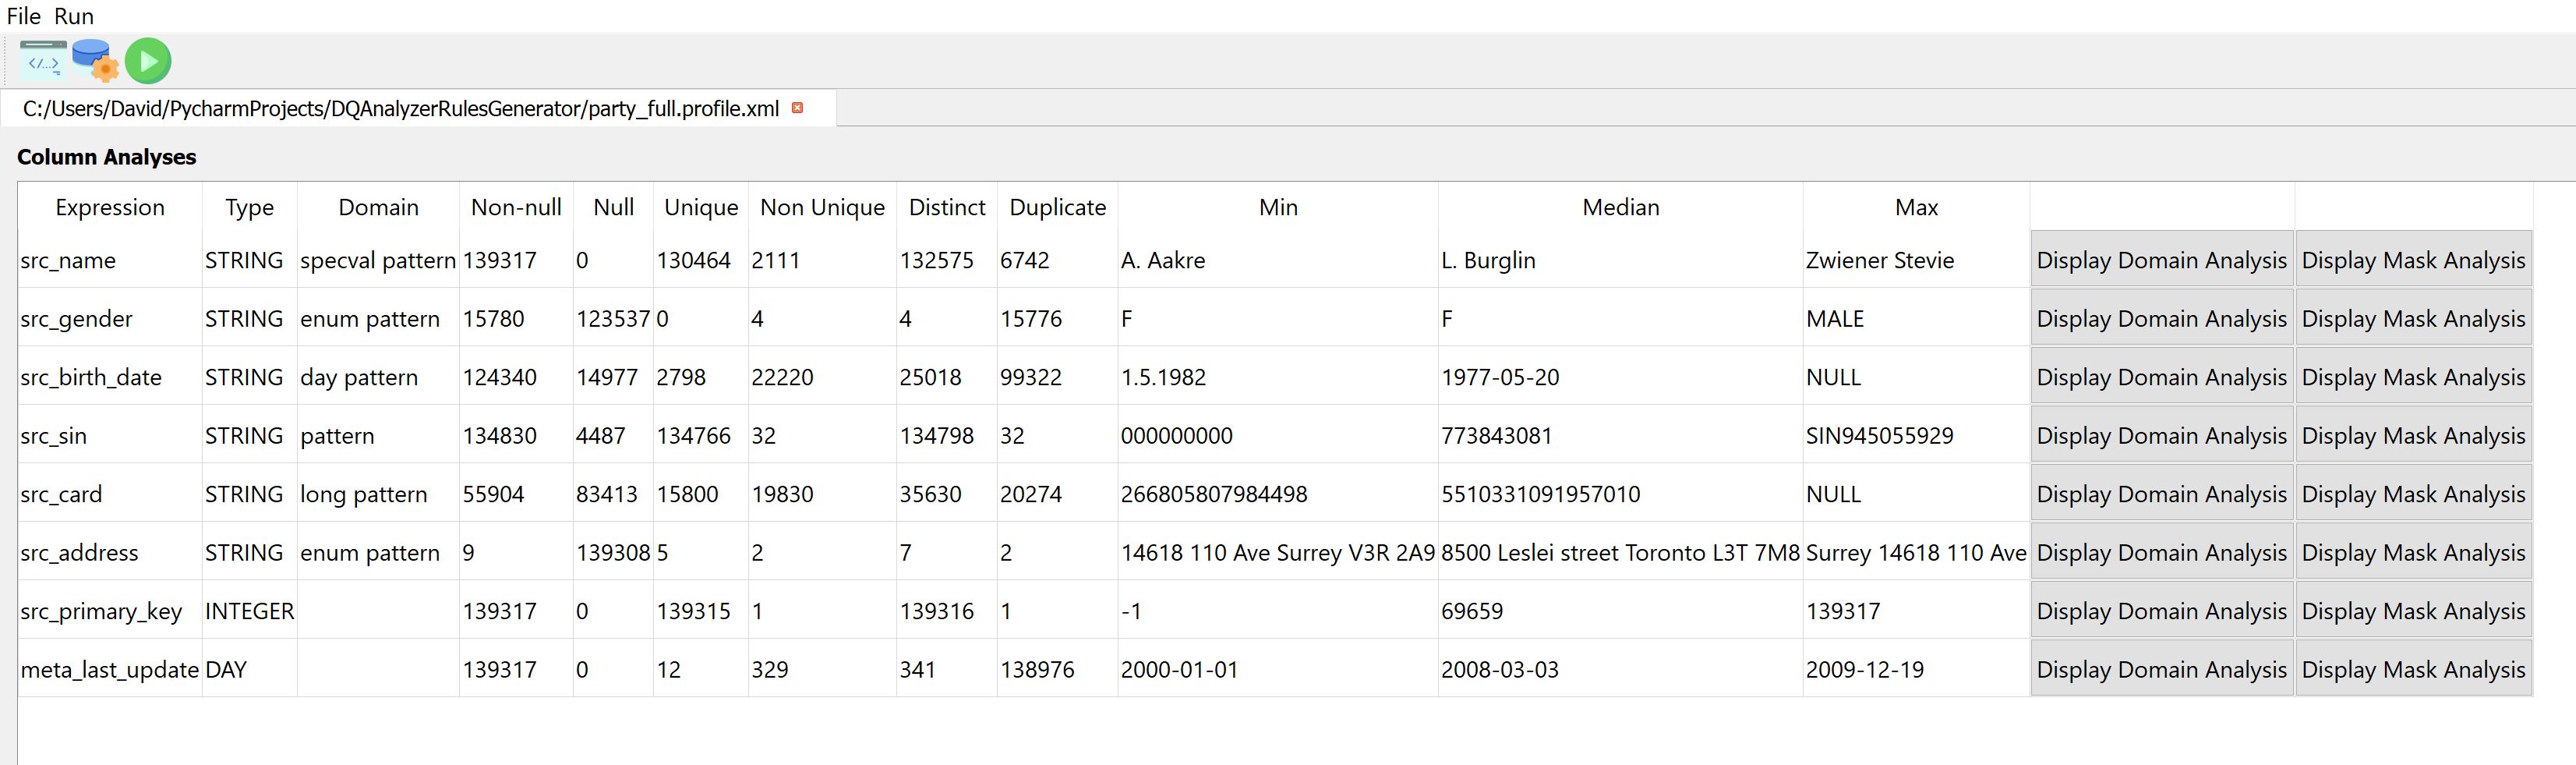 File Run
</...>
C:/Users/David/PycharmProjects/DQAnalyzerRulesGenerator/party_full.profile.xml
Column Analyses
Expression Type Domain Non-null Null Unique Non Unique Distinct Duplicate Min Median Max
src_name STRING specval pattern 139317 0 130464 2111 132575 6742 A. Aakre L. Burglin Zwiener Stevie Display Domain Analysis Display Mask Analysis
src_gender STRING enum pattern 15780 123537 0 4 4 15776 F F MALE Display Domain Analysis Display Mask Analysis
src_birth_date STRING day pattern 124340 14977 2798 22220 25018 99322 1.5.1982 1977-05-20 NULL Display Domain Analysis Display Mask Analysis
src_sin STRING pattern 134830 4487 134766 32 134798 32 000000000 773843081 SIN945055929 Display Domain Analysis Display Mask Analysis
src_card STRING long pattern 55904 83413 15800 19830 35630 20274 266805807984498 5510331091957010 NULL Display Domain Analysis Display Mask Analysis
src_address STRING enum pattern 9 139308 5 2 7 2 14618 110 Ave Surrey V3R 2A9 8500 Leslei street Toronto L3T 7M8 Surrey 14618 110 Ave Display Domain Analysis Display Mask Analysis
src_primary_key INTEGER 139317 0 139315 1 139316 1 -1 69659 139317 Display Domain Analysis Display Mask Analysis
meta_last_update DAY 139317 0 12 329 341 138976 2000-01-01 2008-03-03 2009-12-19 Display Domain Analysis Display Mask Analysis